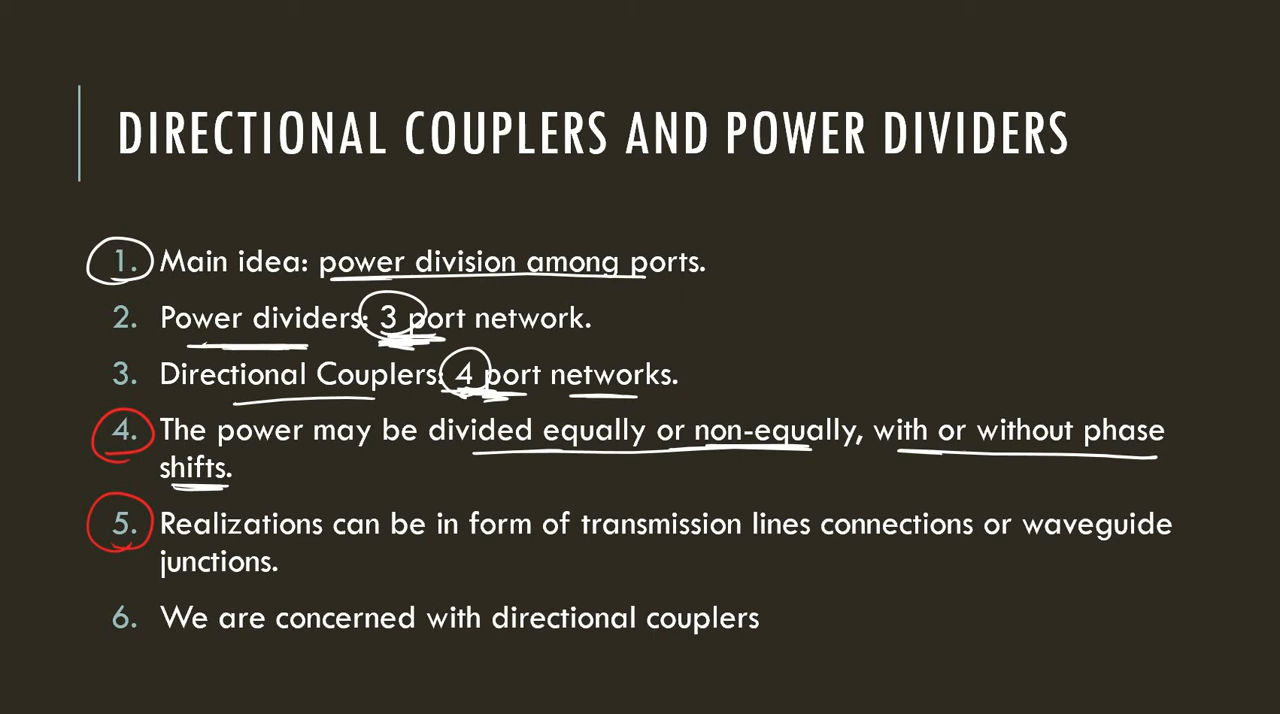 DIRECTIONAL COUPLERS AND POWER DIVIDERS
1. Main idea: power division among ports.
2. Power dividers: 3 port network.
3. Directional Couplers: 4 port networks.
4. The power may be divided equally or non-equally, with or without phase
shifts.
5. Realizations can be in form of transmission lines connections or waveguide
junctions.
6. We are concerned with directional couplers